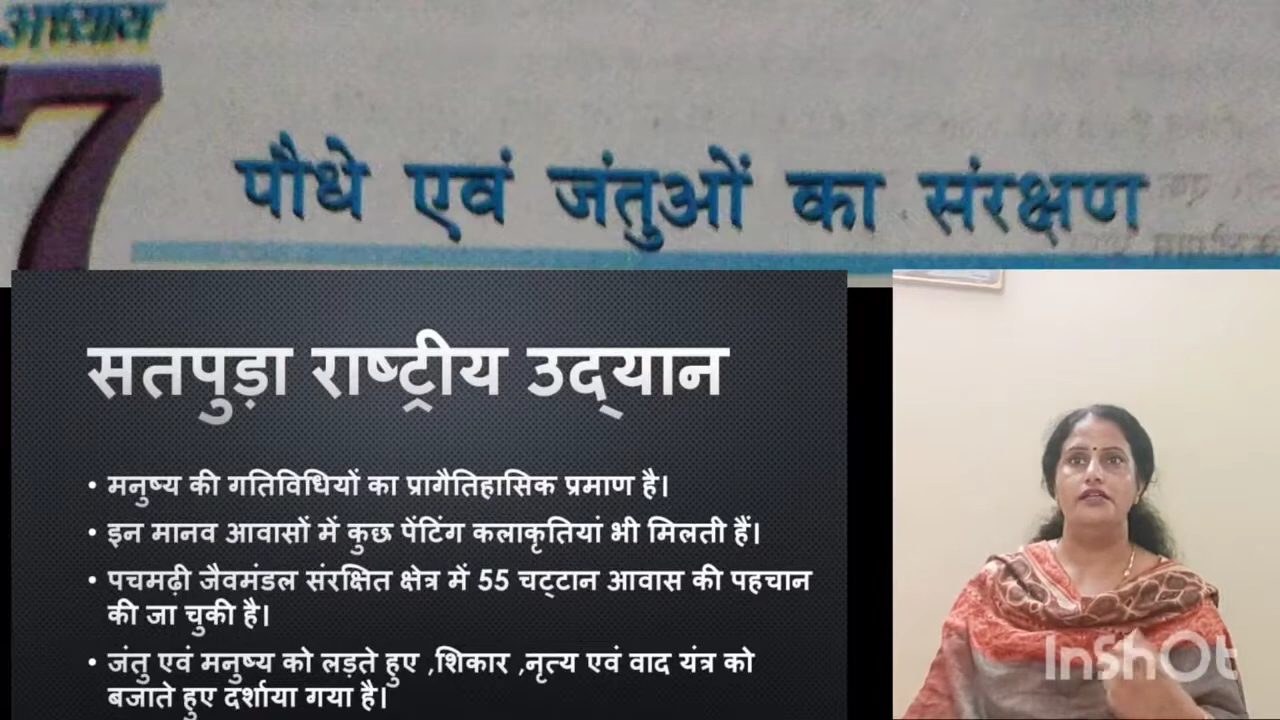 अध्याय
7
पौधे एवं जंतुओं का संरक्षण
सतपुड़ा राष्ट्रीय उद्‌यान
• मनुष्य की गतिविधियों का प्रागैतिहासिक प्रमाण है।
• इन मानव आवासों में कुछ पेंटिंग कलाकृतियां भी मिलती हैं।
• पचमढ़ी जैवमंडल संरक्षित क्षेत्र में 55 चट्‌टान आवास की पहचान
की जा चुकी है।
• जंतु एवं मनुष्य को लड़ते हुए ,शिकार ,नृत्य एवं वाद यंत्र को
बजाते हुए दर्शाया गया है।
InShOt